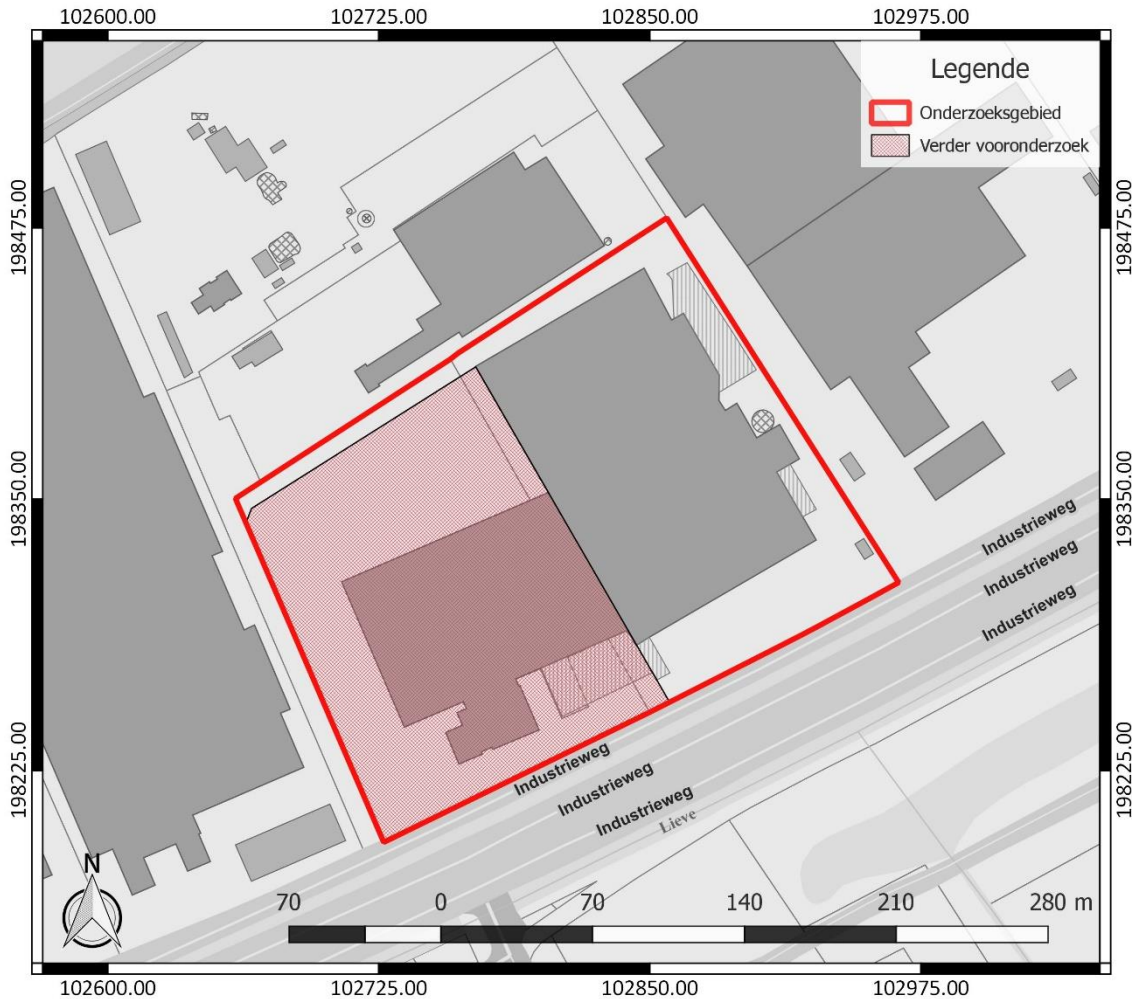 102600.00 102725.00 102850.00 102975.00
Legende
Onderzoeksgebied
Verder vooronderzoek
198475.00 198475.00
198350.00 198350.00
Industrieweg
Industrieweg
Industrieweg
198225.00 198225.00
Industrieweg
Industrieweg
Industrieweg
Lieve
N
70 0 70 140 210 280 m
102600.00 102725.00 102850.00 102975.00